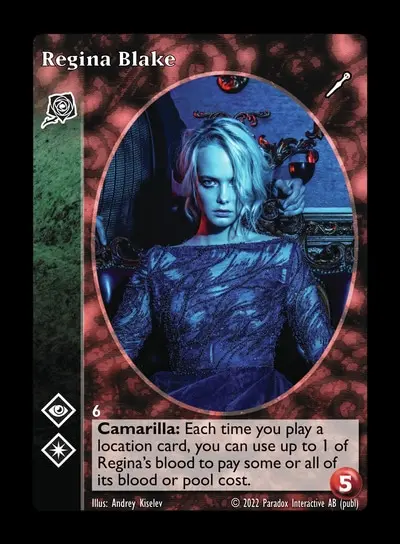 Regina Blake
6
Camarilla: Each time you play a
location card, you can use up to 1 of
Regina's blood to pay some or all of
its blood or pool cost.
5
Illus: Andrey Kiselev © 2022 Paradox Interactive AB (publ)